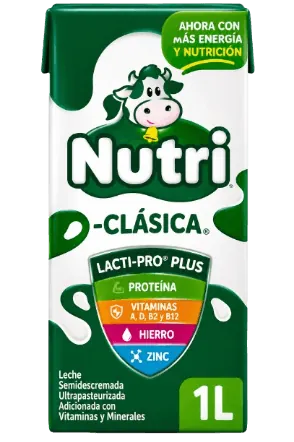 AHORA CON
MÁS ENERGÍA
Y NUTRICIÓN
Nutri®
-CLÁSICA®
LACTI-PRO® PLUS
PROTEÍNA
VITAMINAS
A, D, B2 y B12
HIERRO
ZINC
Leche
Semidescremada
Ultrapasteurizada
Adicionada con
Vitaminas y Minerales
1L